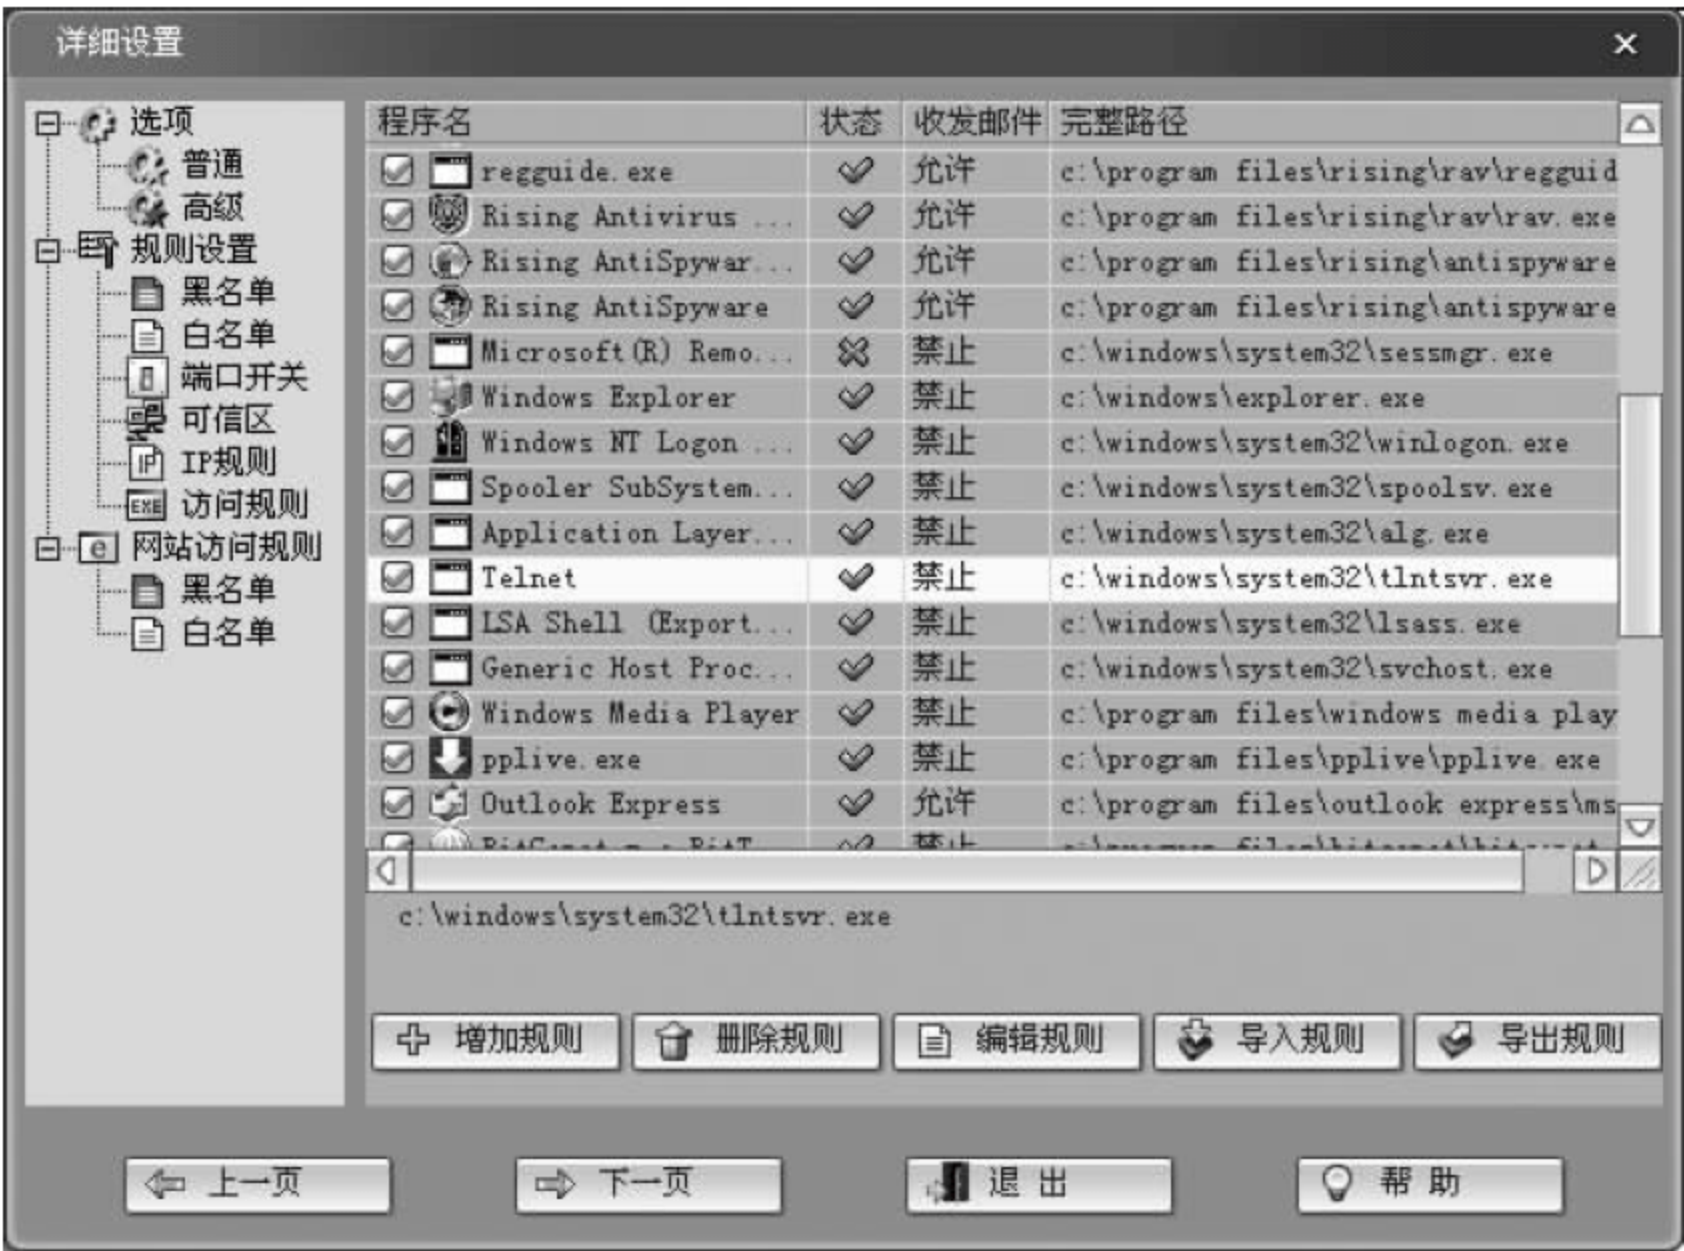 详细设置
选项
普通
高级
规则设置
黑名单
白名单
端口开关
可信区
IP规则
EXE 访问规则
e 网站访问规则
黑名单
白名单
程序名 状态 收发邮件 完整路径
regguide.exe 允许 c:\program files\rising\rav\regguid
Rising Antivirus ... 允许 c:\program files\rising\rav\rav.exe
Rising AntiSpywar... 允许 c:\program files\rising\antispyware
Rising AntiSpyware 允许 c:\program files\rising\antispyware
Microsoft(R) Remo... 禁止 c:\windows\system32\sessmgr.exe
Windows Explorer 禁止 c:\windows\explorer.exe
Windows NT Logon ... 禁止 c:\windows\system32\winlogon.exe
Spooler SubSystem... 禁止 c:\windows\system32\spoolsv.exe
Application Layer... 禁止 c:\windows\system32\alg.exe
Telnet 禁止 c:\windows\system32\tlntsvr.exe
LSA Shell (Export... 禁止 c:\windows\system32\lsass.exe
Generic Host Proc... 禁止 c:\windows\system32\svchost.exe
Windows Media Player 禁止 c:\program files\windows media play
pplive.exe 禁止 c:\program files\pplive\pplive.exe
Outlook Express 允许 c:\program files\outlook express\ms
禁止
c:\windows\system32\tlntsvr.exe
增加规则 删除规则 编辑规则 导入规则 导出规则
上一页 下一页 退出 帮助